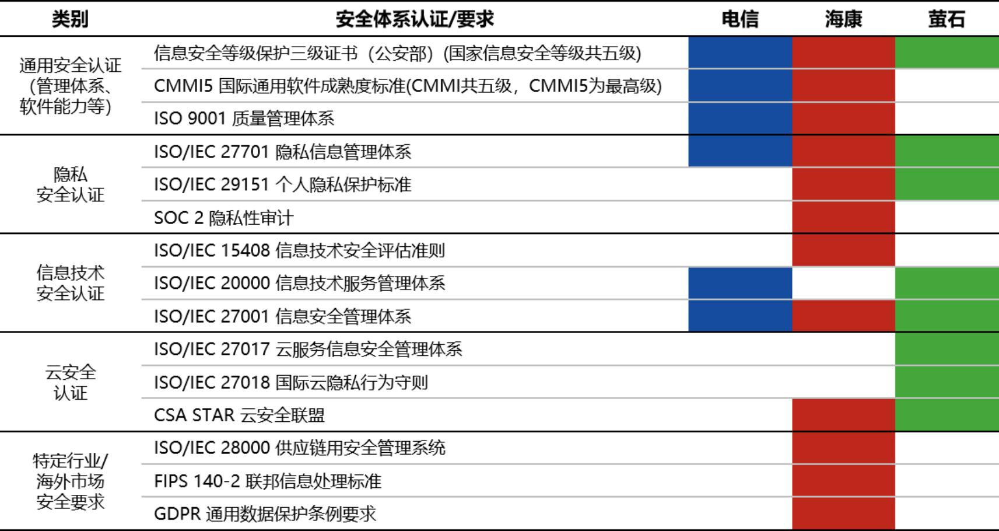 类别 安全体系认证/要求 电信 海康 萤石
通用安全认证
（管理体系、
软件能力等）
信息安全等级保护三级证书（公安部）(国家信息安全等级共五级)
CMMI5 国际通用软件成熟度标准(CMMI共五级，CMMI5为最高级)
ISO 9001 质量管理体系
隐私
安全认证
ISO/IEC 27701 隐私信息管理体系
ISO/IEC 29151 个人隐私保护标准
SOC 2 隐私性审计
信息技术
安全认证
ISO/IEC 15408 信息技术安全评估准则
ISO/IEC 20000 信息技术服务管理体系
ISO/IEC 27001 信息安全管理体系
云安全
认证
ISO/IEC 27017 云服务信息安全管理体系
ISO/IEC 27018 国际云隐私行为守则
CSA STAR 云安全联盟
特定行业/
海外市场
安全要求
ISO/IEC 28000 供应链用安全管理系统
FIPS 140-2 联邦信息处理标准
GDPR 通用数据保护条例要求